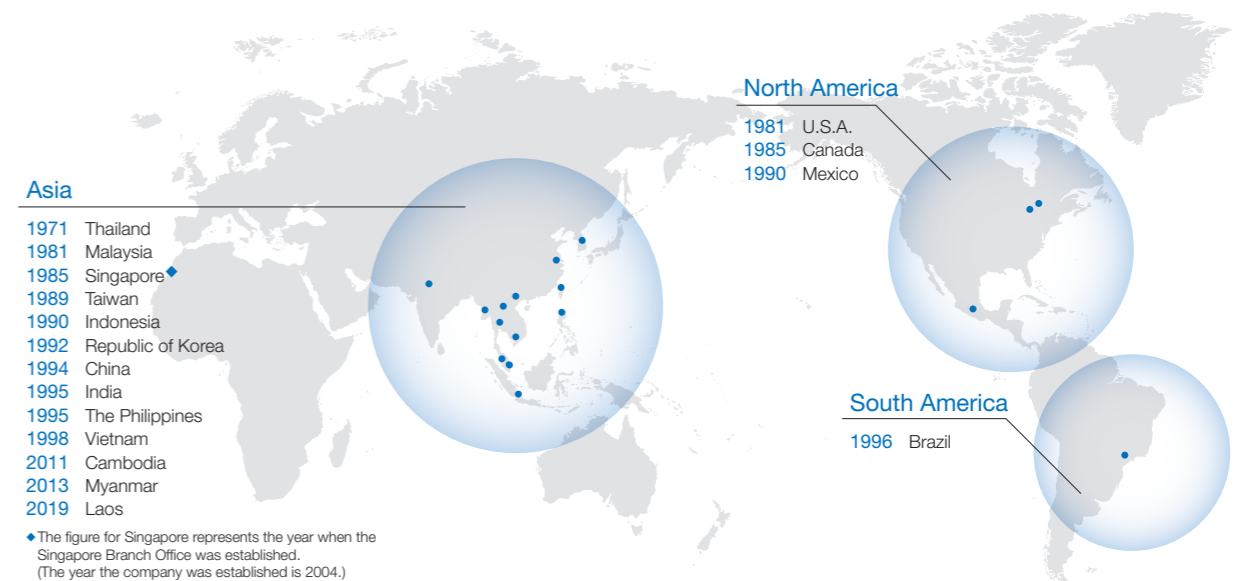 Asia
1971 Thailand
1981 Malaysia
1985 Singapore◆
1989 Taiwan
1990 Indonesia
1992 Republic of Korea
1994 China
1995 India
1995 The Philippines
1998 Vietnam
2011 Cambodia
2013 Myanmar
2019 Laos
◆The figure for Singapore represents the year when the
Singapore Branch Office was established.
(The year the company was established is 2004.)
North America
1981 U.S.A.
1985 Canada
1990 Mexico
South America
1996 Brazil